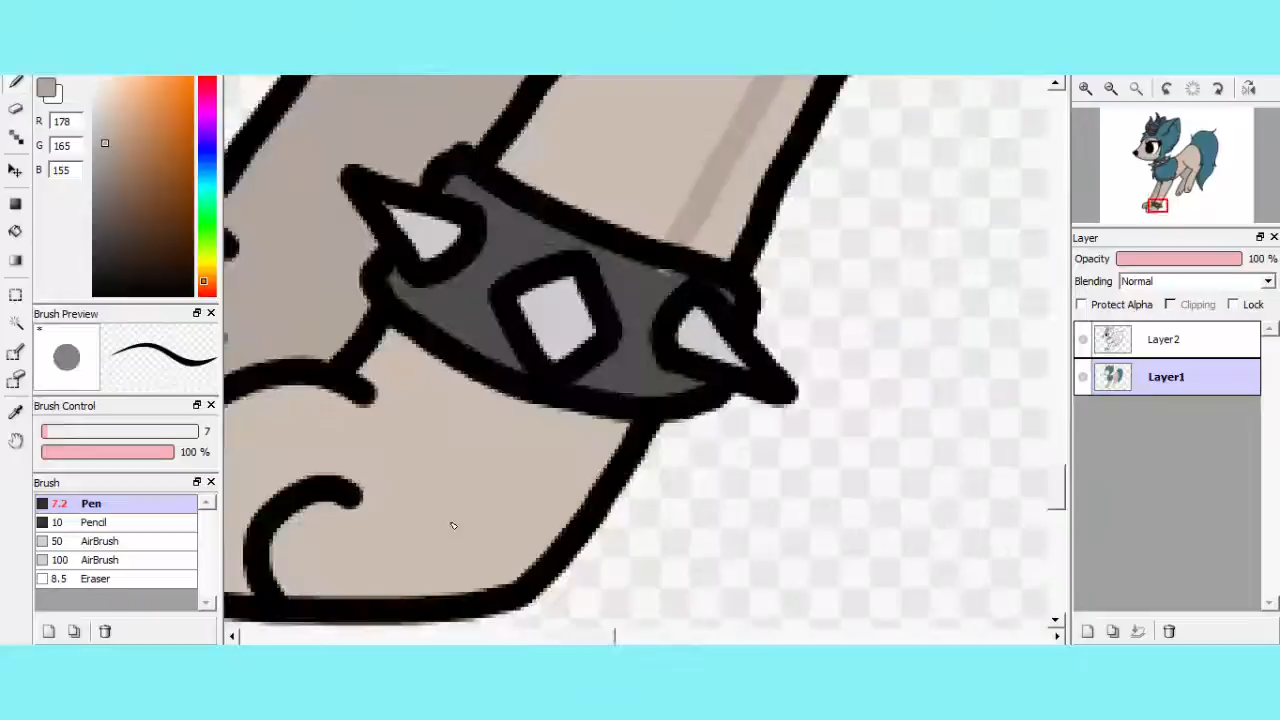 R 178
G 165
B 155
Brush Preview
*
Brush Control
7
100 %
Brush
7.2 Pen
10 Pencil
50 AirBrush
100 AirBrush
8.5 Eraser
Layer
Opacity 100 %
Blending Normal
Protect Alpha Clipping Lock
Layer2
Layer1